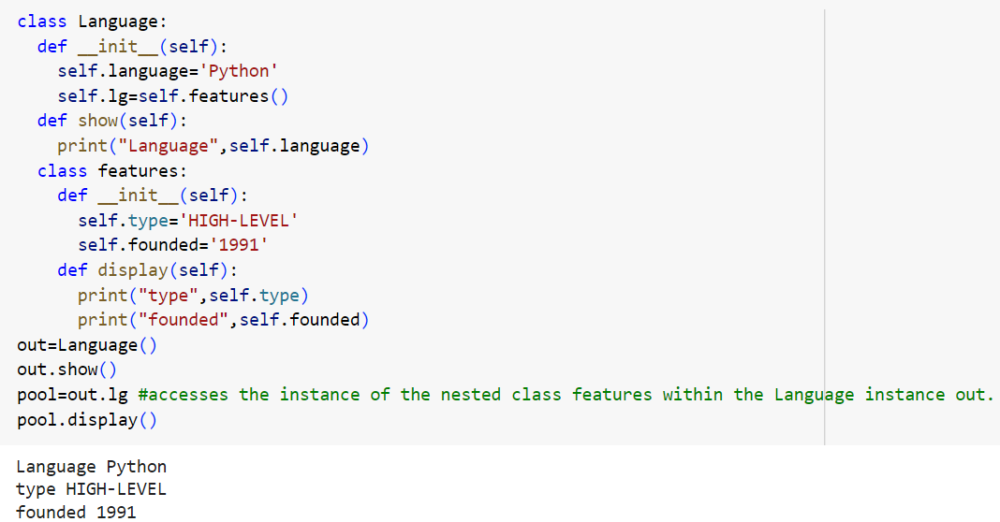 class Language:
  def __init__(self):
    self.language='Python'
    self.lg=self.features()
  def show(self):
    print("Language",self.language)
  class features:
    def __init__(self):
      self.type='HIGH-LEVEL'
      self.founded='1991'
    def display(self):
      print("type",self.type)
      print("founded",self.founded)
out=Language()
out.show()
pool=out.lg #accesses the instance of the nested class features within the Language instance out.
pool.display()
Language Python
type HIGH-LEVEL
founded 1991